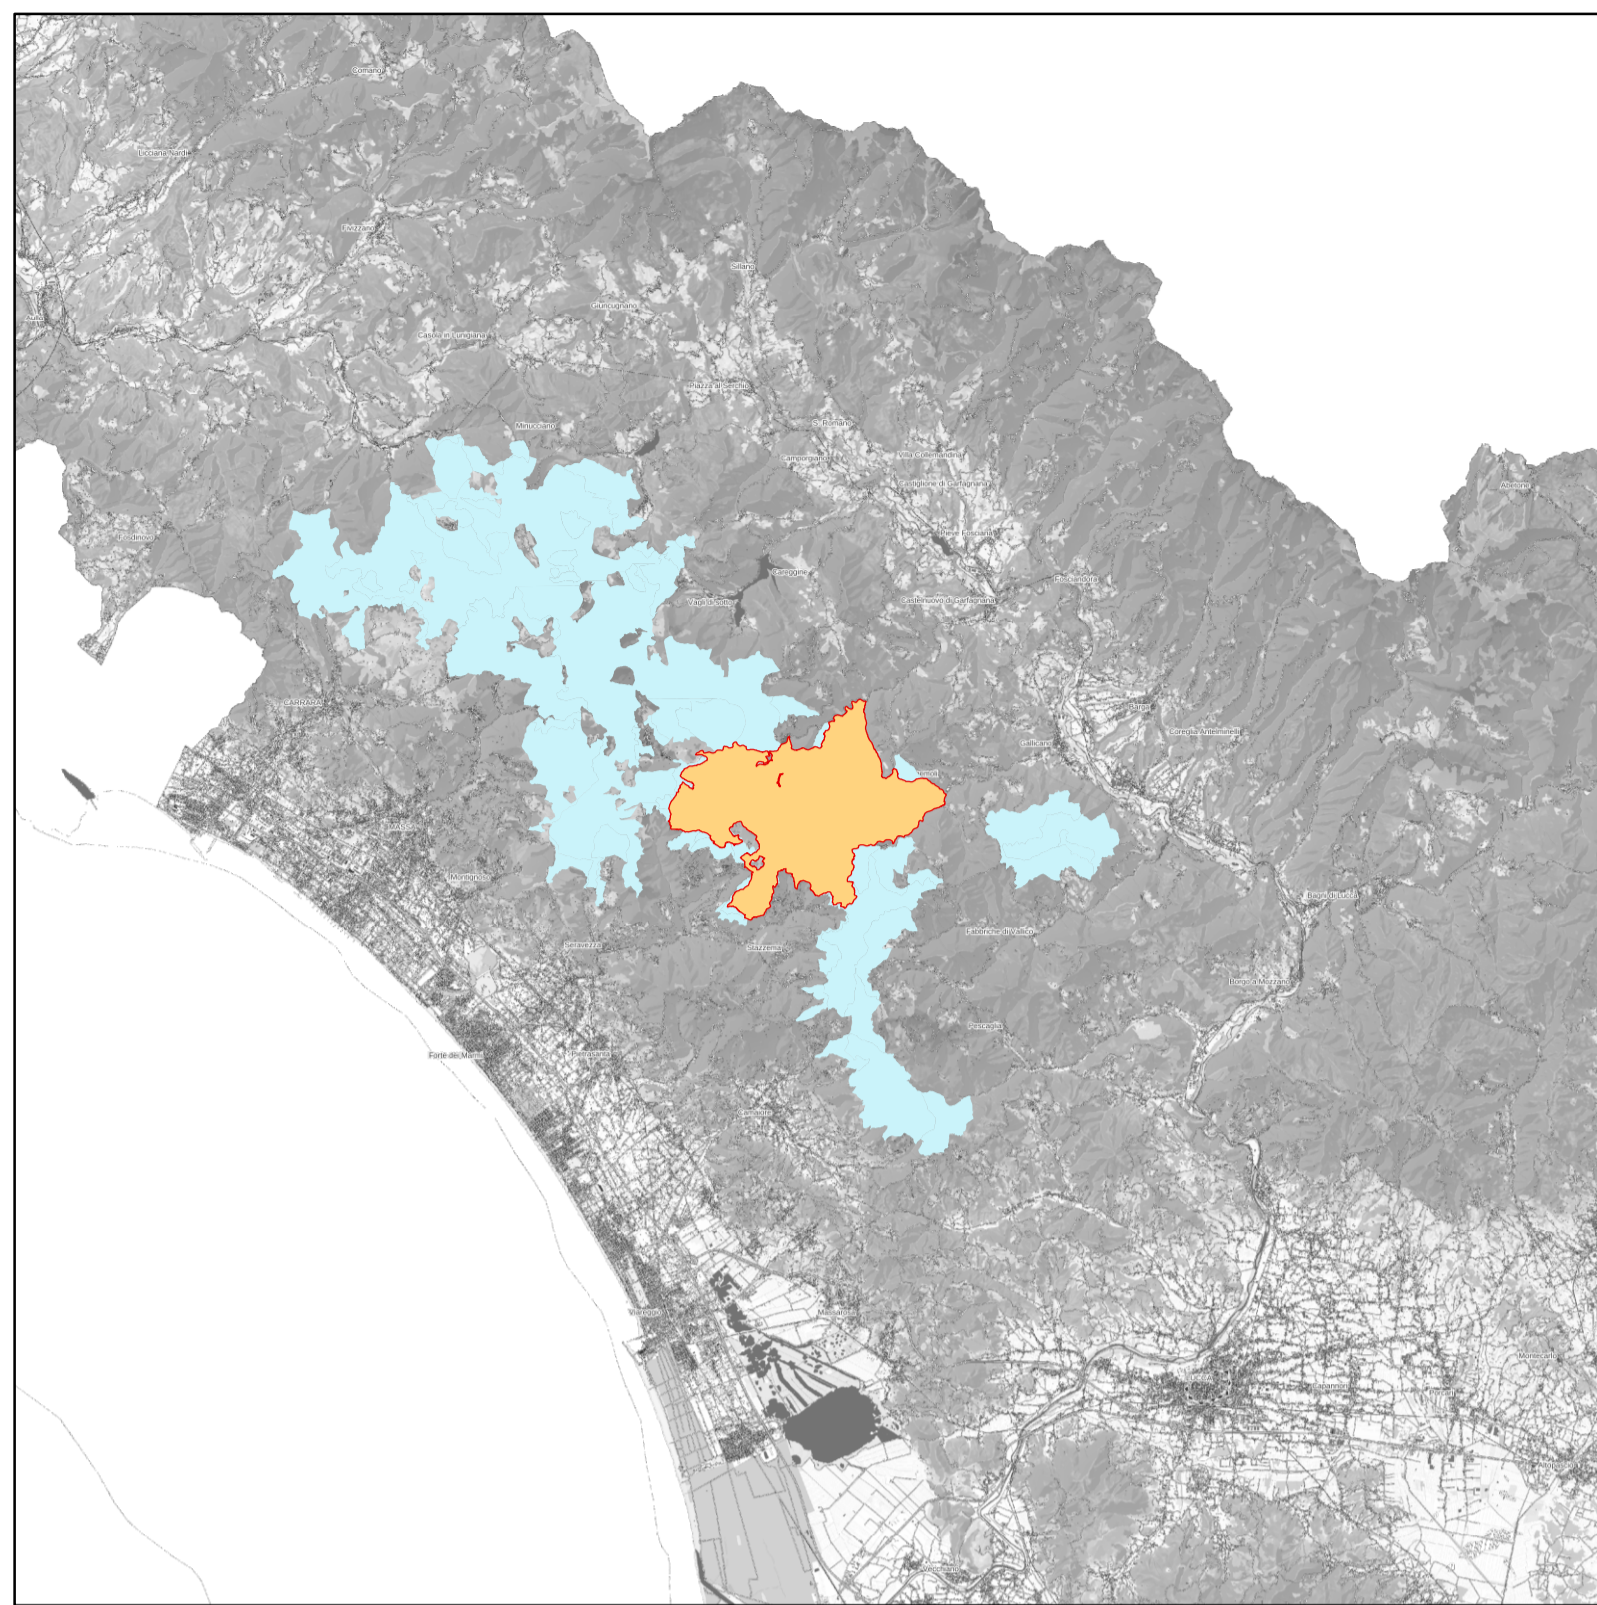 Comano
Licciana Nardi
Fivizzano
Sillano
Giuncugnano
Casola in Lunigiana
Piazza al Serchio
Minucciano
S. Romano
Camporgiano
Villa Collemandina
Castiglione di Garfagnana
Abetone
Fosdinovo
Pieve Fosciana
Careggine
Fosciandora
Vagli di Sotto
Castelnuovo di Garfagnana
CARRARA
Barga
Coreglia Antelminelli
Gallicano
MASSA
Montignoso
Bagni di Lucca
Fabbriche di Vallico
Seravezza
Stazzema
Borgo a Mozzano
Pescaglia
Forte dei Marmi
Pietrasanta
Camaiore
Viareggio
Massarosa
Montecarlo
LUCCA
Capannori
Porcari
Altopascio
Vecchiano